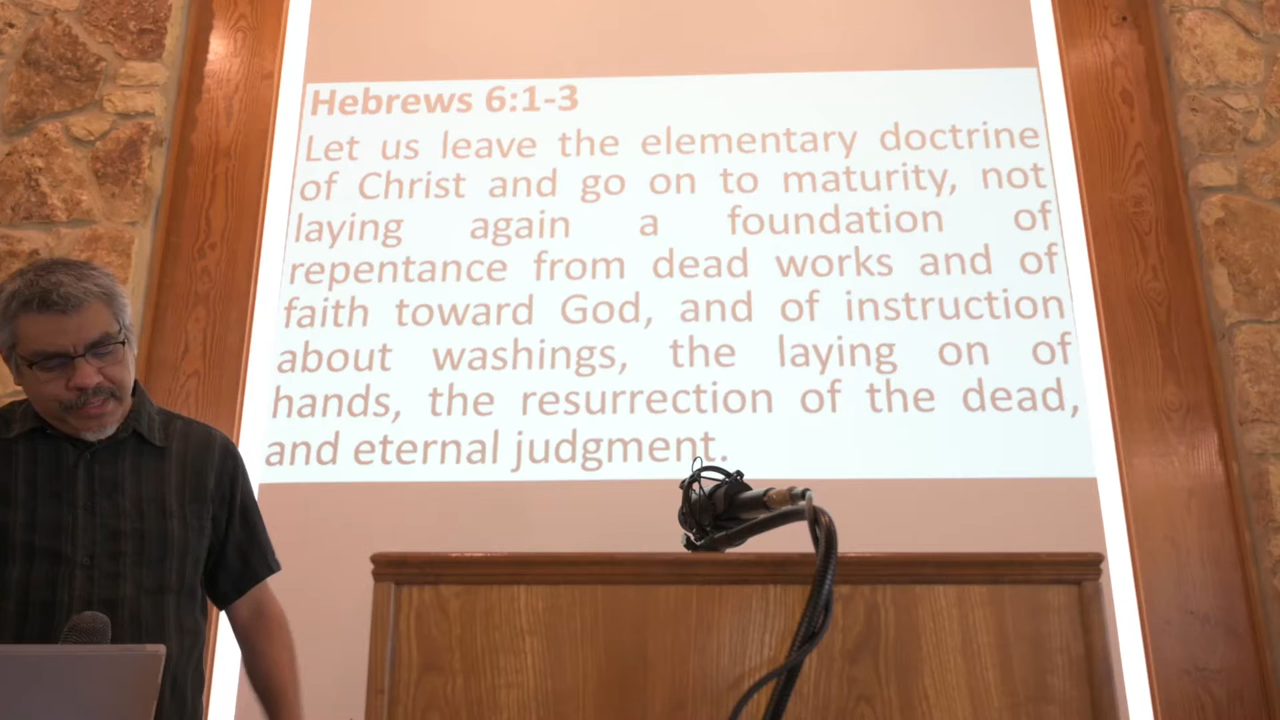 Hebrews 6:1-3
Let us leave the elementary doctrine
of Christ and go on to maturity, not
laying again a foundation of
repentance from dead works and of
faith toward God, and of instruction
about washings, the laying on of
hands, the resurrection of the dead,
and eternal judgment.